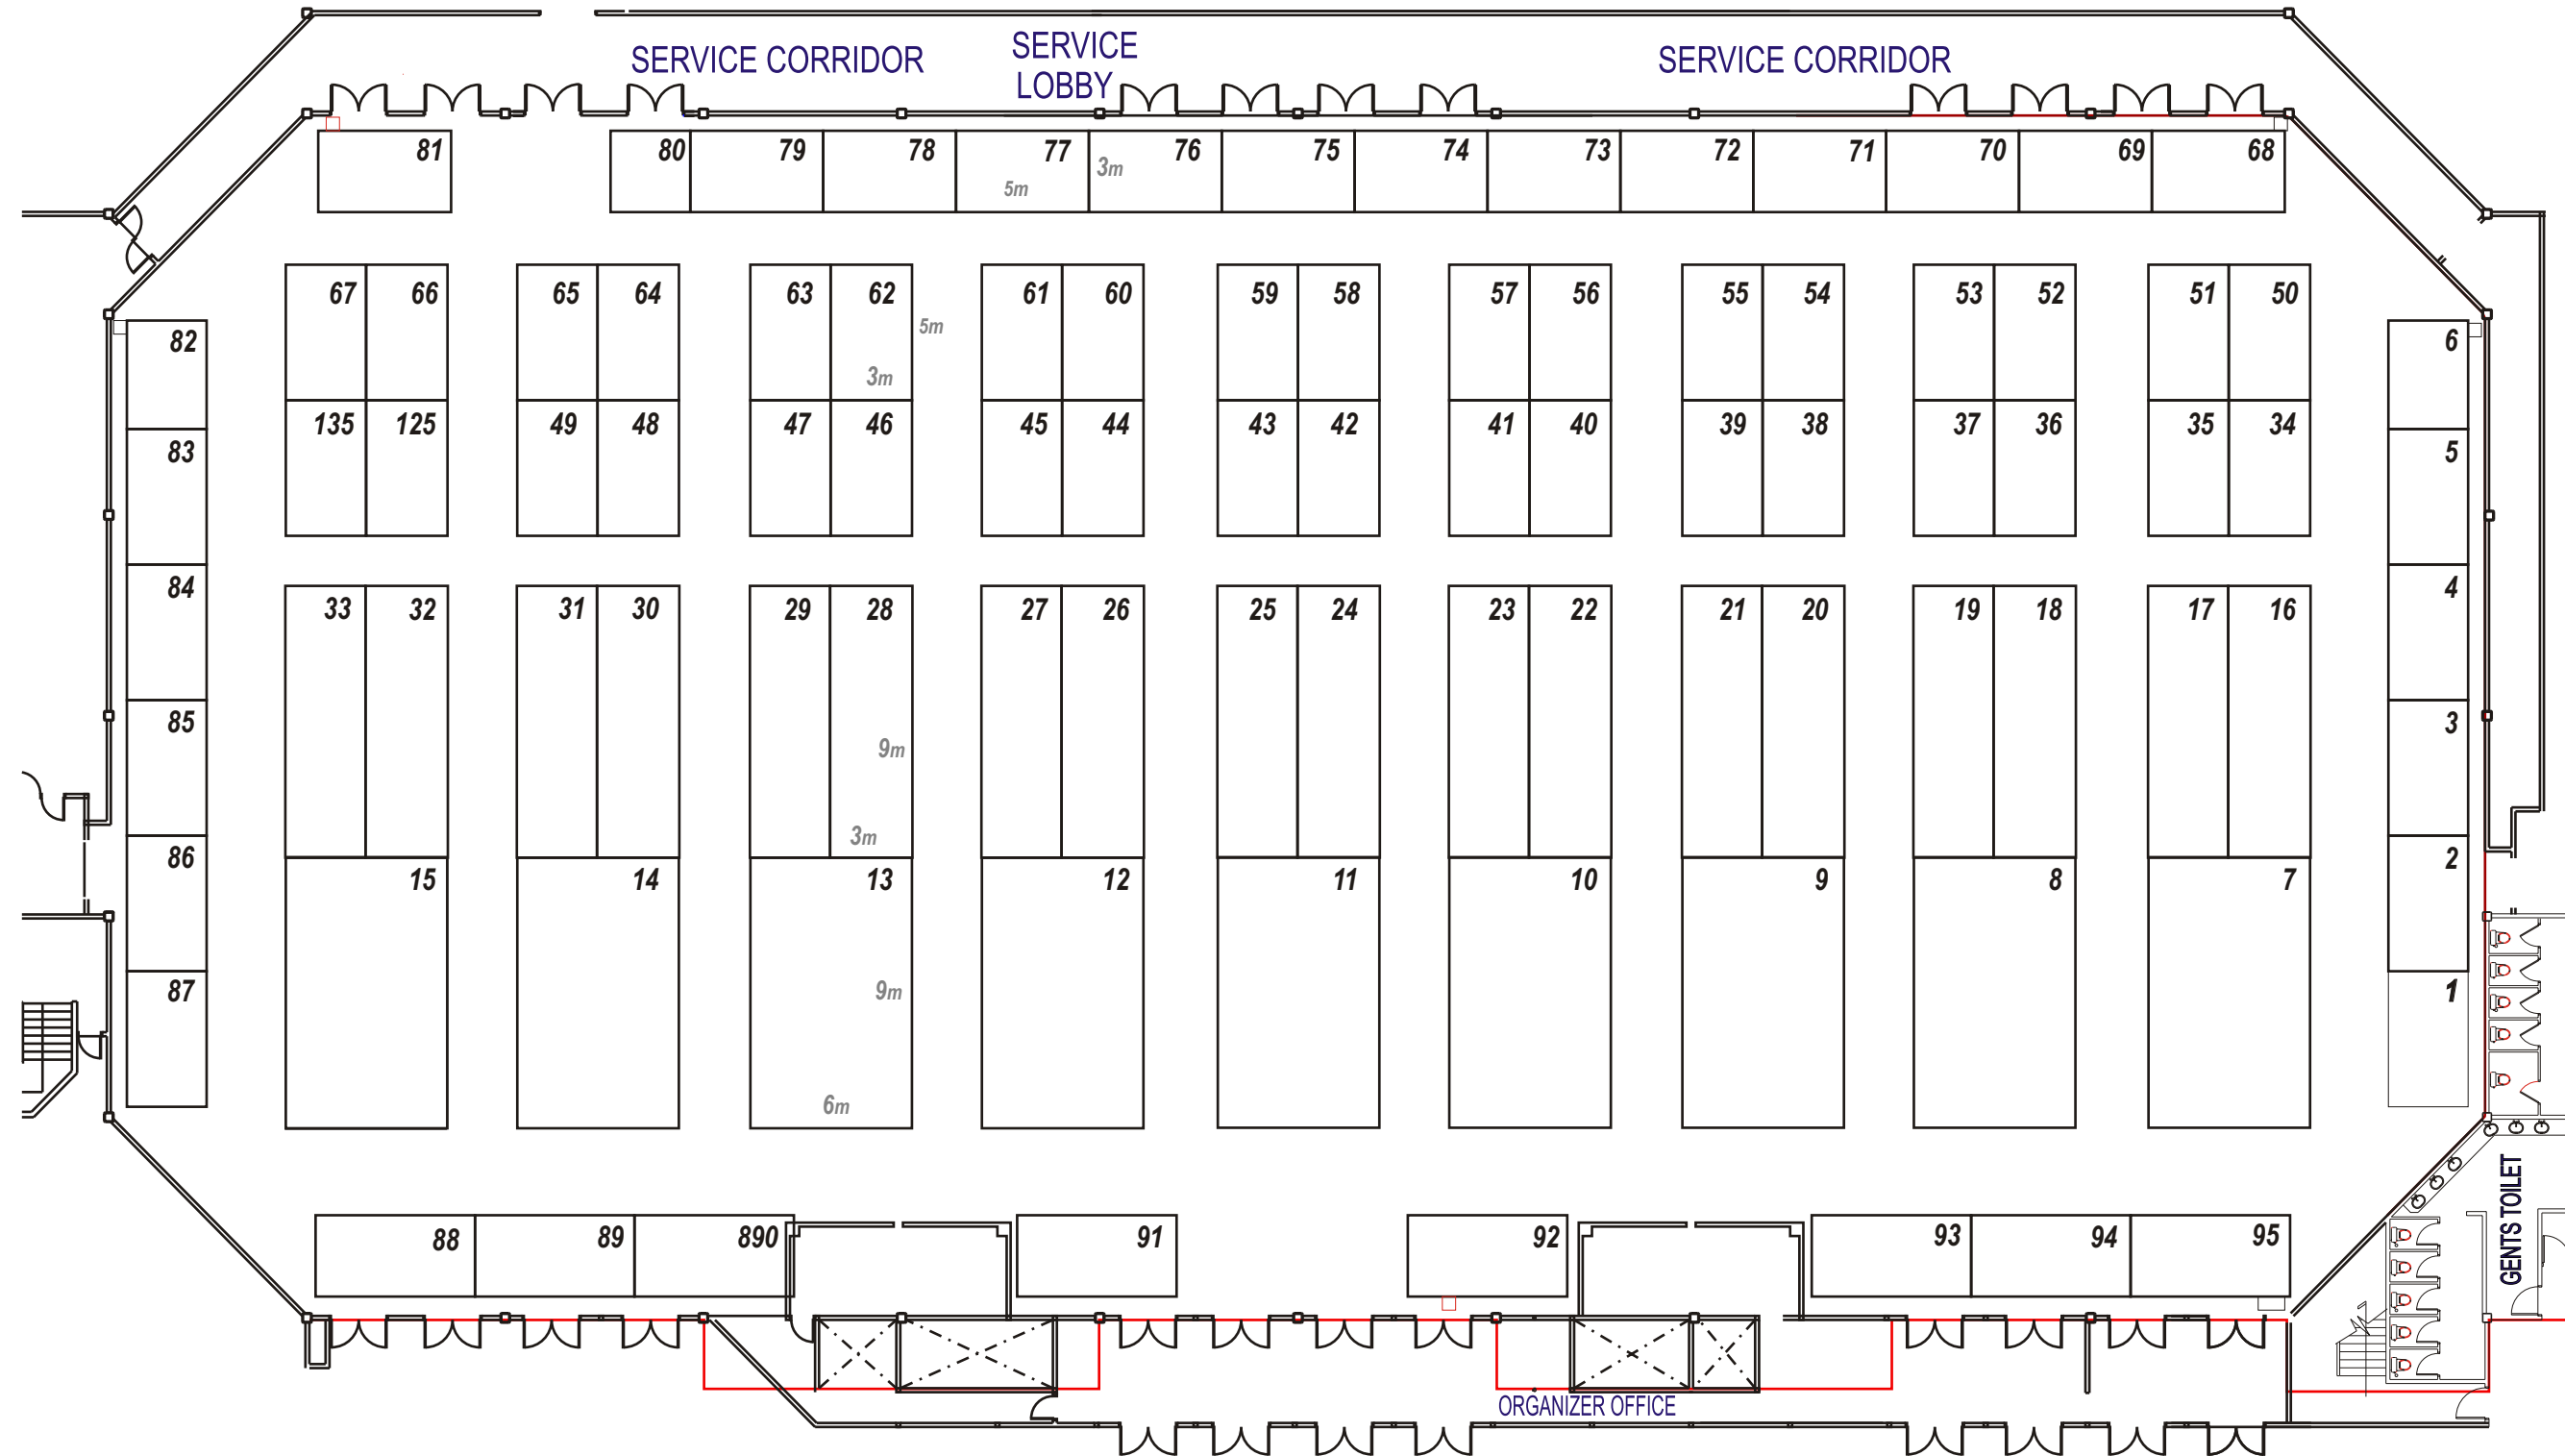 SERVICE CORRIDOR
SERVICE
LOBBY
SERVICE CORRIDOR
81 80 79 78 77 76 75 74 73 72 71 70 69 68
3m
5m
67 66 65 64 63 62 61 60 59 58 57 56 55 54 53 52 51 50
5m
82 6
3m
135 125 49 48 47 46 45 44 43 42 41 40 39 38 37 36 35 34
83 5
84 4
33 32 31 30 29 28 27 26 25 24 23 22 21 20 19 18 17 16
85 3
9m
3m
86 2
15 14 13 12 11 10 9 8 7
87 1
9m
6m
88 89 890 91 92 93 94 95
GENTS TOILET
ORGANIZER OFFICE